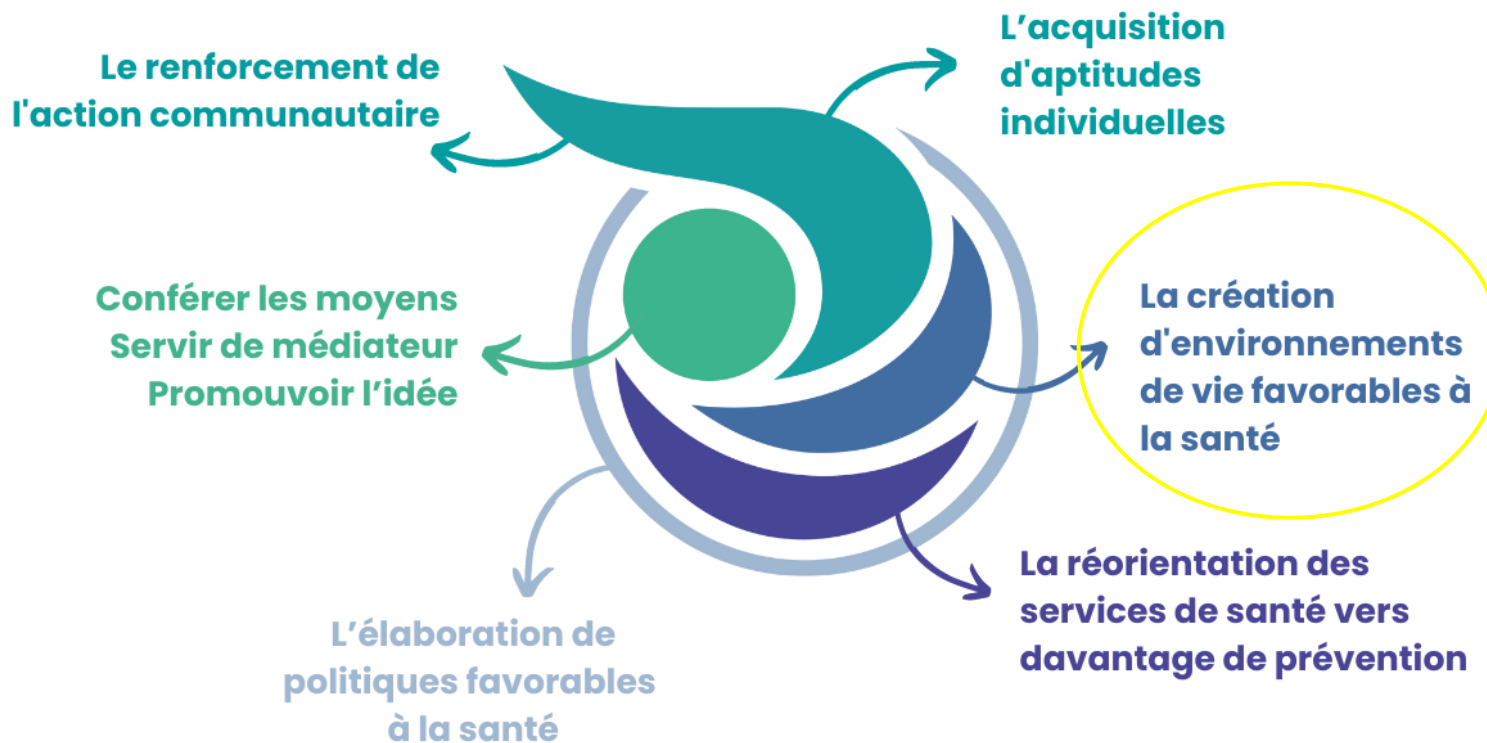 Le renforcement de
l'action communautaire
L’acquisition
d'aptitudes
individuelles
Conférer les moyens
Servir de médiateur
Promouvoir l’idée
La création
d'environnements
de vie favorables à
la santé
La réorientation des
services de santé vers
davantage de prévention
L’élaboration de
politiques favorables
à la santé